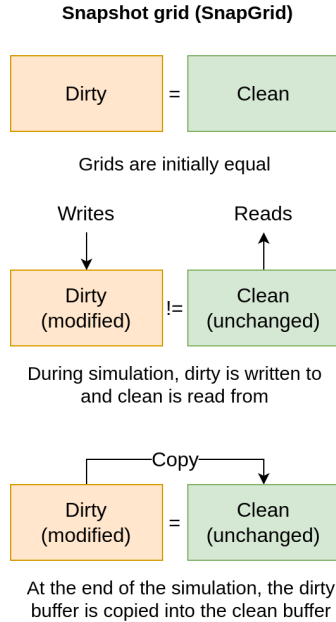 Snapshot grid (SnapGrid)
Dirty = Clean
Grids are initially equal
Writes Reads
Dirty
(modified) != Clean
(unchanged)
During simulation, dirty is written to
and clean is read from
Copy
Dirty
(modified) = Clean
(unchanged)
At the end of the simulation, the dirty
buffer is copied into the clean buffer